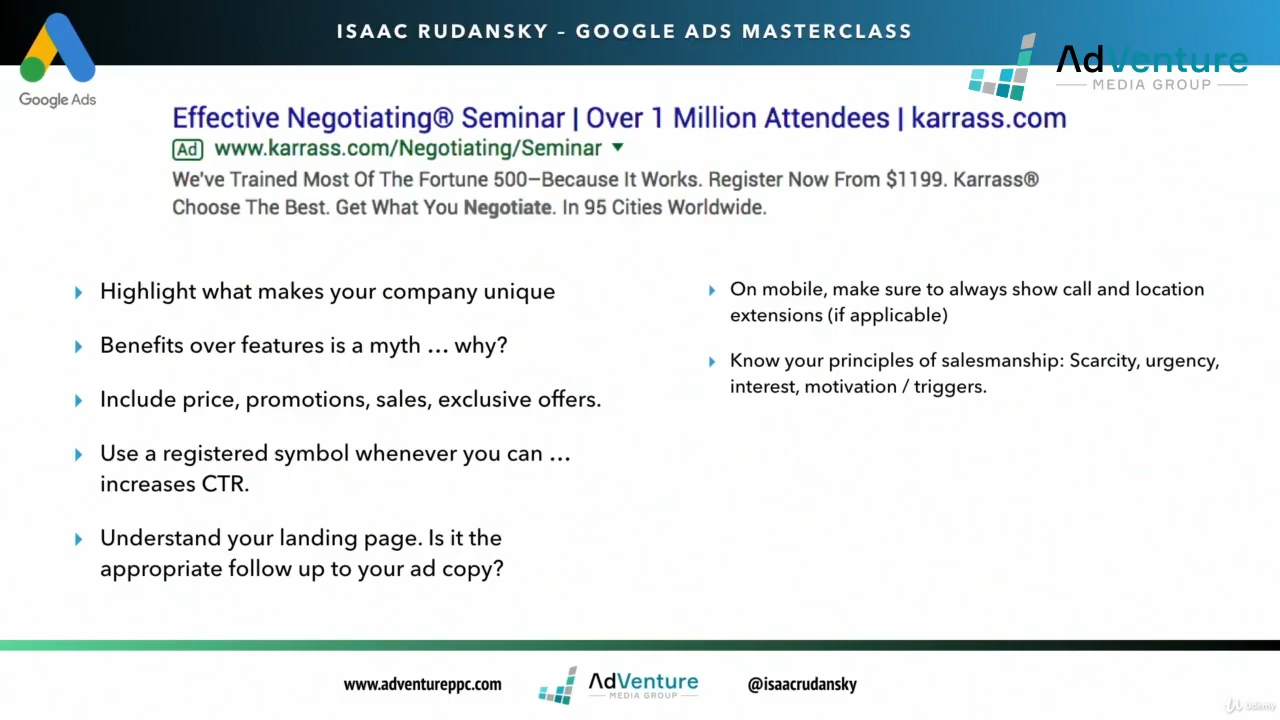 ISAAC RUDANSKY – GOOGLE ADS MASTERCLASS
Google Ads
AdVenture
MEDIA GROUP
Effective Negotiating® Seminar | Over 1 Million Attendees | karrass.com
Ad www.karrass.com/Negotiating/Seminar
We've Trained Most Of The Fortune 500–Because It Works. Register Now From $1199. Karrass®
Choose The Best. Get What You Negotiate. In 95 Cities Worldwide.
Highlight what makes your company unique
Benefits over features is a myth … why?
Include price, promotions, sales, exclusive offers.
Use a registered symbol whenever you can …
increases CTR.
Understand your landing page. Is it the
appropriate follow up to your ad copy?
On mobile, make sure to always show call and location
extensions (if applicable)
Know your principles of salesmanship: Scarcity, urgency,
interest, motivation / triggers.
www.adventureppc.com
AdVenture
MEDIA GROUP
@isaacrudansky
Udemy